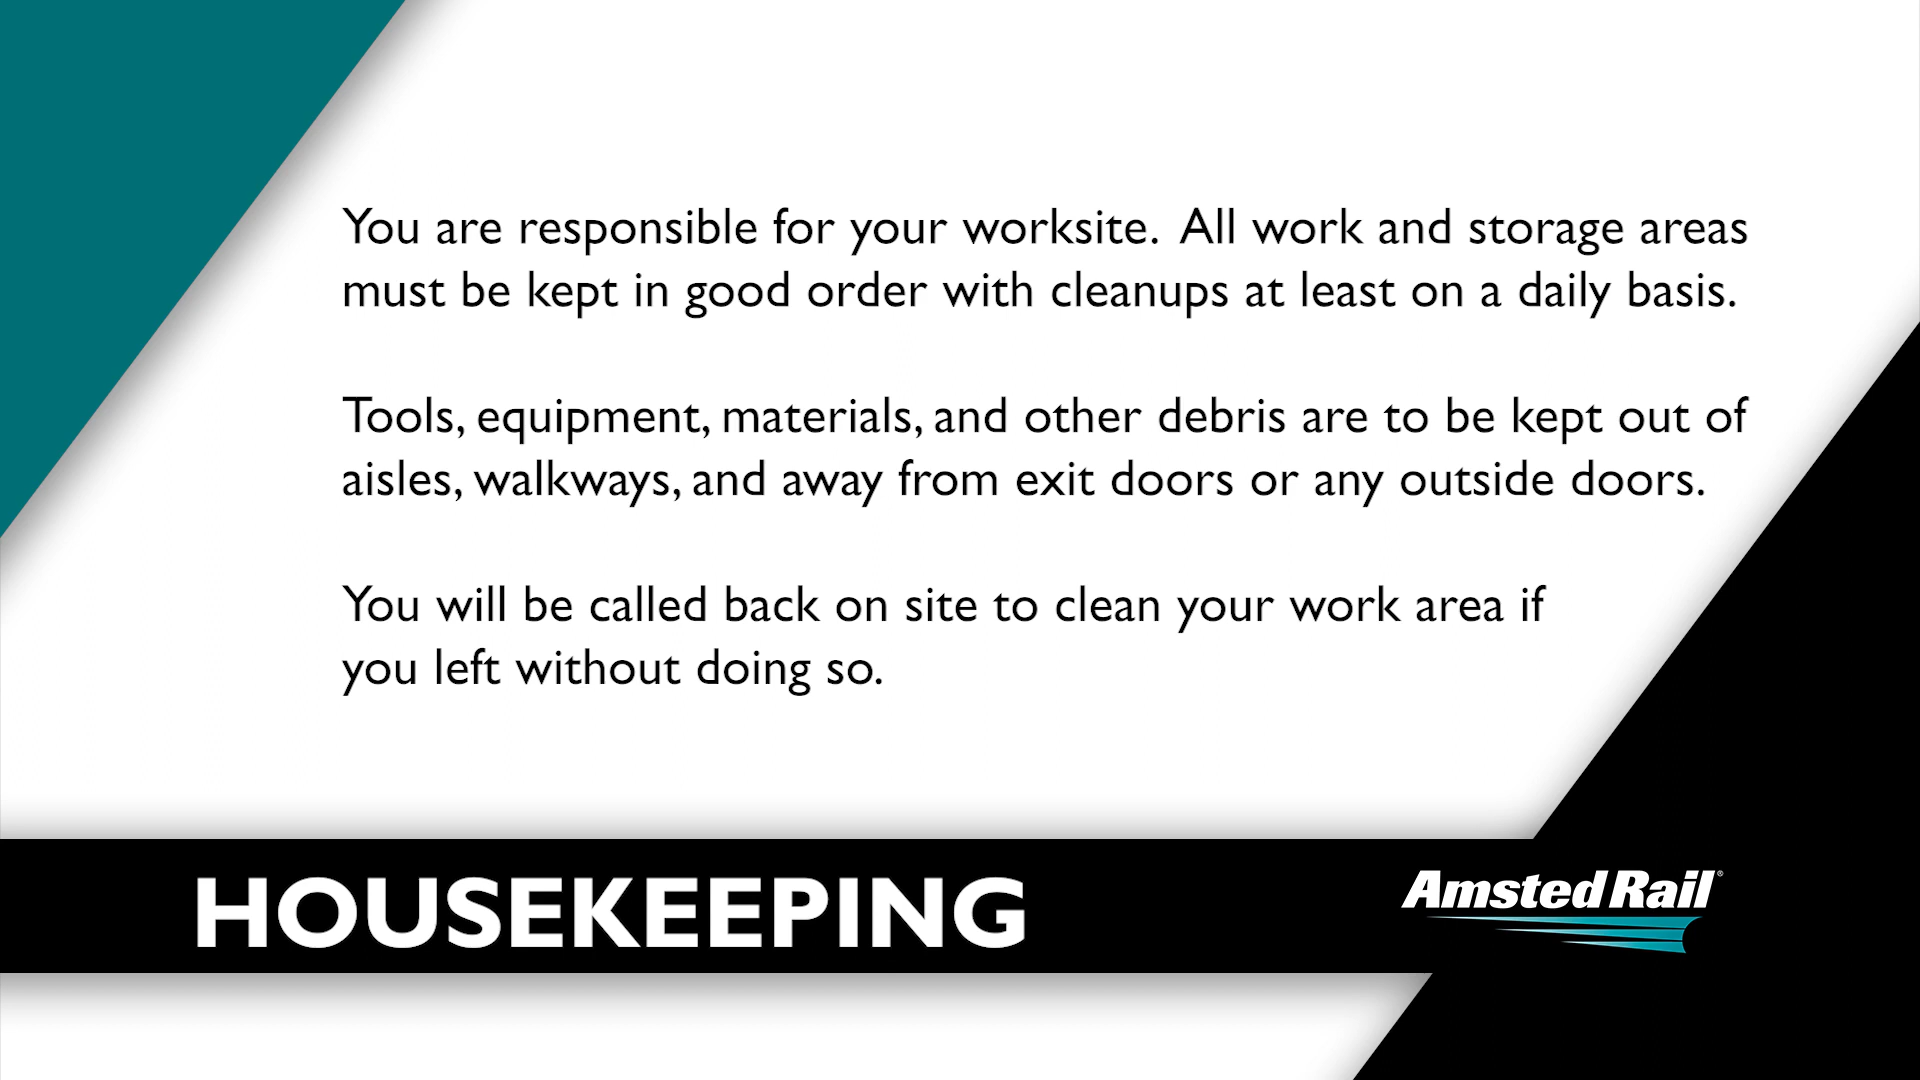 You are responsible for your worksite. All work and storage areas
must be kept in good order with cleanups at least on a daily basis.
Tools, equipment, materials, and other debris are to be kept out of
aisles, walkways, and away from exit doors or any outside doors.
You will be called back on site to clean your work area if
you left without doing so.
HOUSEKEEPING
Amsted Rail®